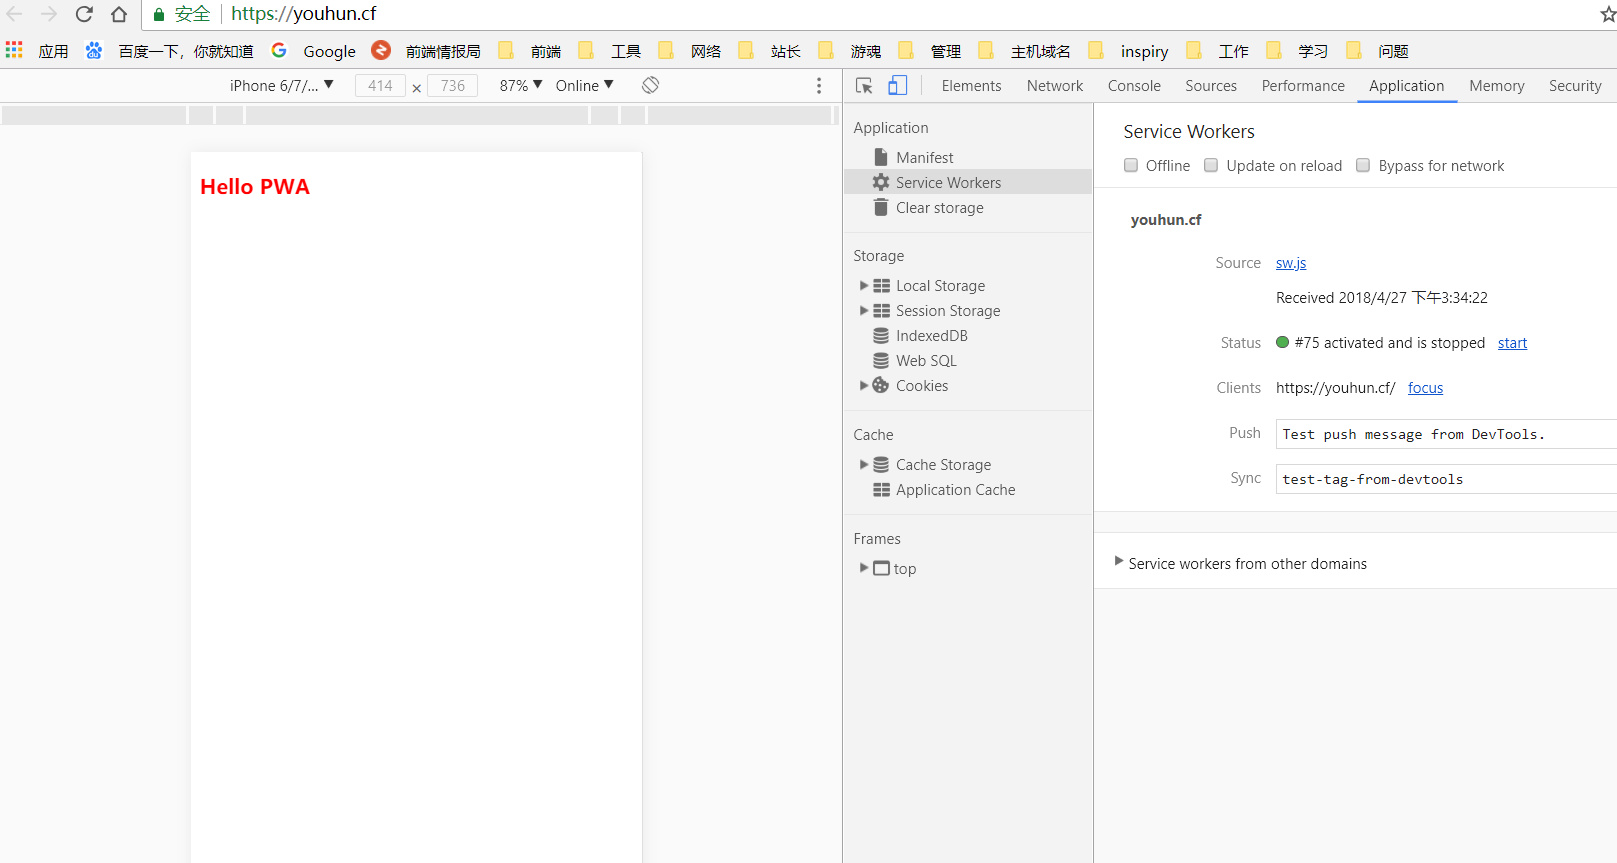 安全 https://youhun.cf
应用 百度一下，你就知道 Google 前端情报局 前端 工具 网络 站长 游魂 管理 主机域名 inspiry 工作 学习 问题
iPhone 6/7/... ▼ 414 × 736 87% ▼ Online ▼
Elements Network Console Sources Performance Application Memory Security
Hello PWA
Application
Manifest
Service Workers
Clear storage
Storage
Local Storage
Session Storage
IndexedDB
Web SQL
Cookies
Cache
Cache Storage
Application Cache
Frames
top
Service Workers
Offline Update on reload Bypass for network
youhun.cf
Source sw.js
Received 2018/4/27 下午3:34:22
Status #75 activated and is stopped start
Clients https://youhun.cf/ focus
Push Test push message from DevTools.
Sync test-tag-from-devtools
Service workers from other domains